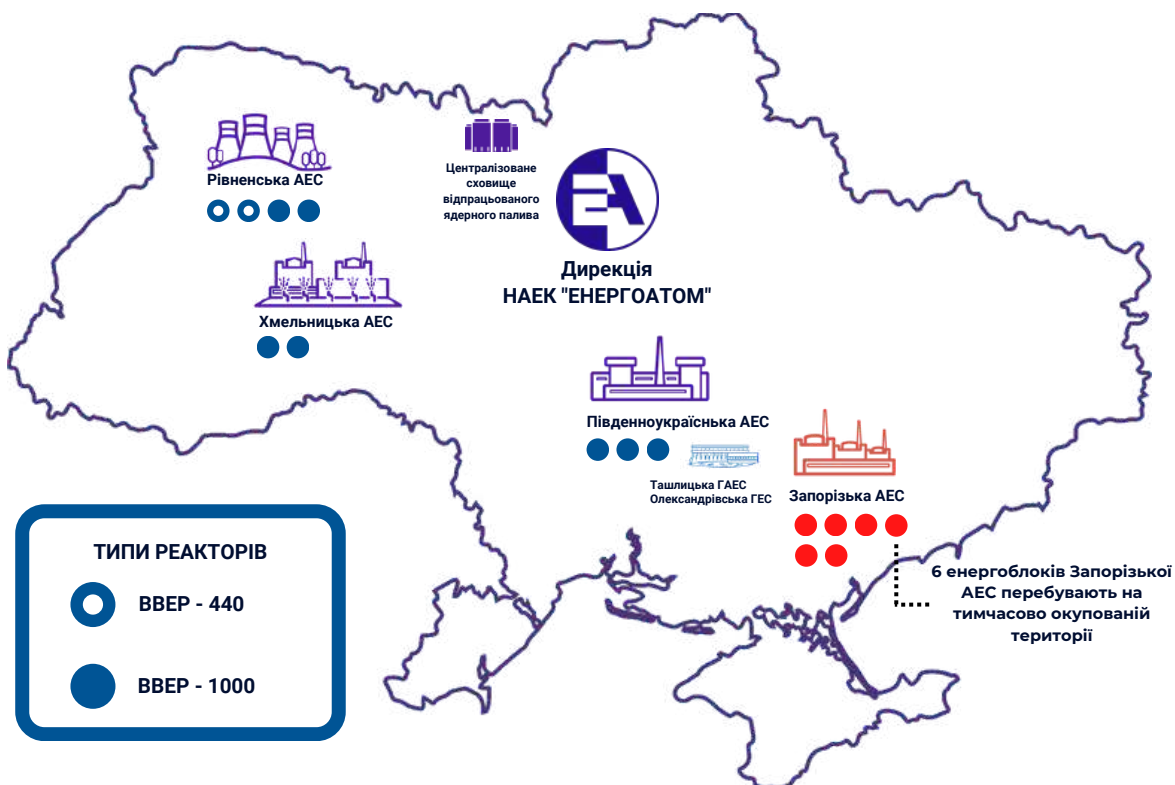 Рівненська АЕС
Централізоване
сховище
відпрацьованого
ядерного палива
ЕА
Дирекція
НАЕК "ЕНЕРГОАТОМ"
Хмельницька АЕС
Південноукраїнська АЕС
Ташлицька ГАЕС
Олександрівська ГЕС
Запорізька АЕС
6 енергоблоків Запорізької
АЕС перебувають на
тимчасово окупованій
території
ТИПИ РЕАКТОРІВ
ВВЕР - 440
ВВЕР - 1000